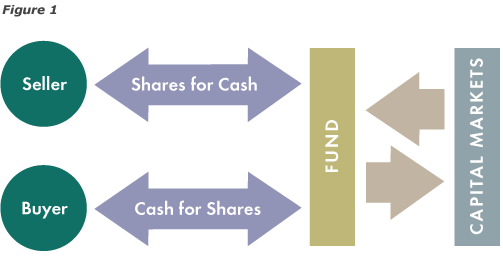 Figure 1
Seller
Shares for Cash
Buyer
Cash for Shares
FUND
CAPITAL MARKETS